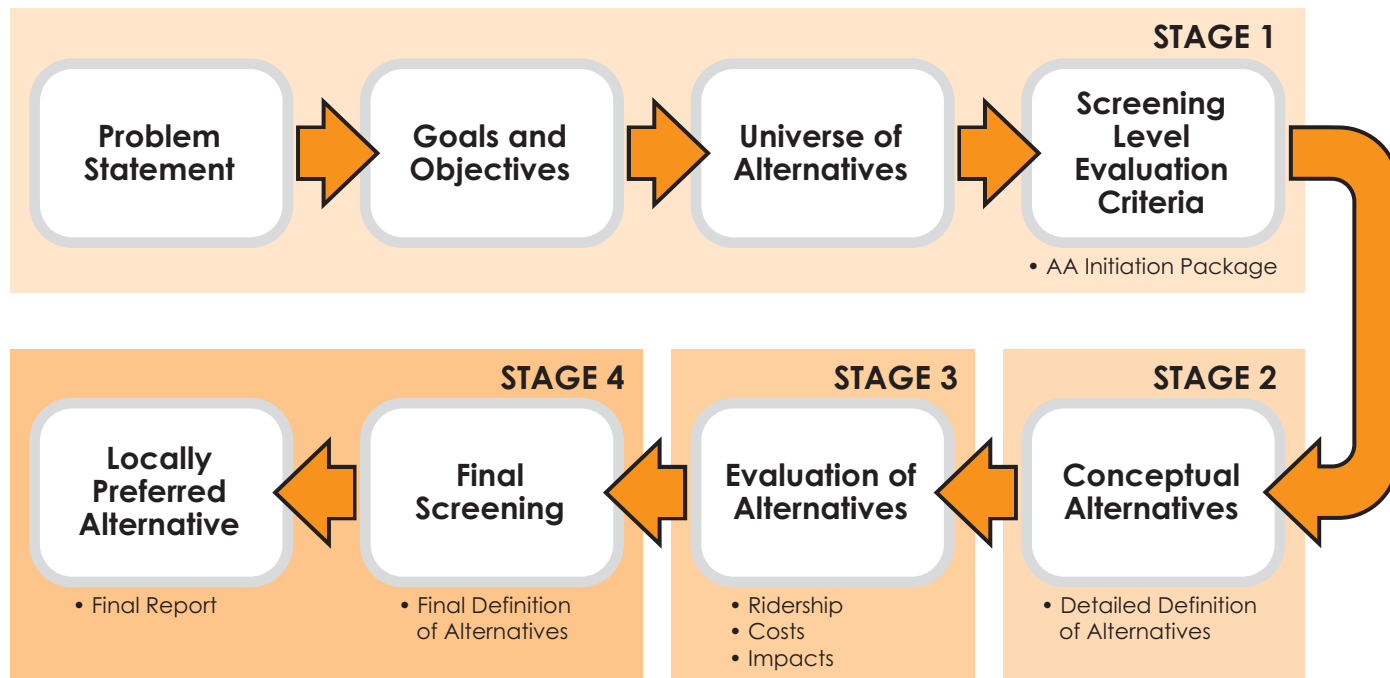 STAGE 1
Problem
Statement
Goals and
Objectives
Universe of
Alternatives
Screening
Level
Evaluation
Criteria
• AA Initiation Package
STAGE 4
Locally
Preferred
Alternative
• Final Report
Final
Screening
• Final Definition
of Alternatives
STAGE 3
Evaluation of
Alternatives
• Ridership
• Costs
• Impacts
STAGE 2
Conceptual
Alternatives
• Detailed Definition
of Alternatives